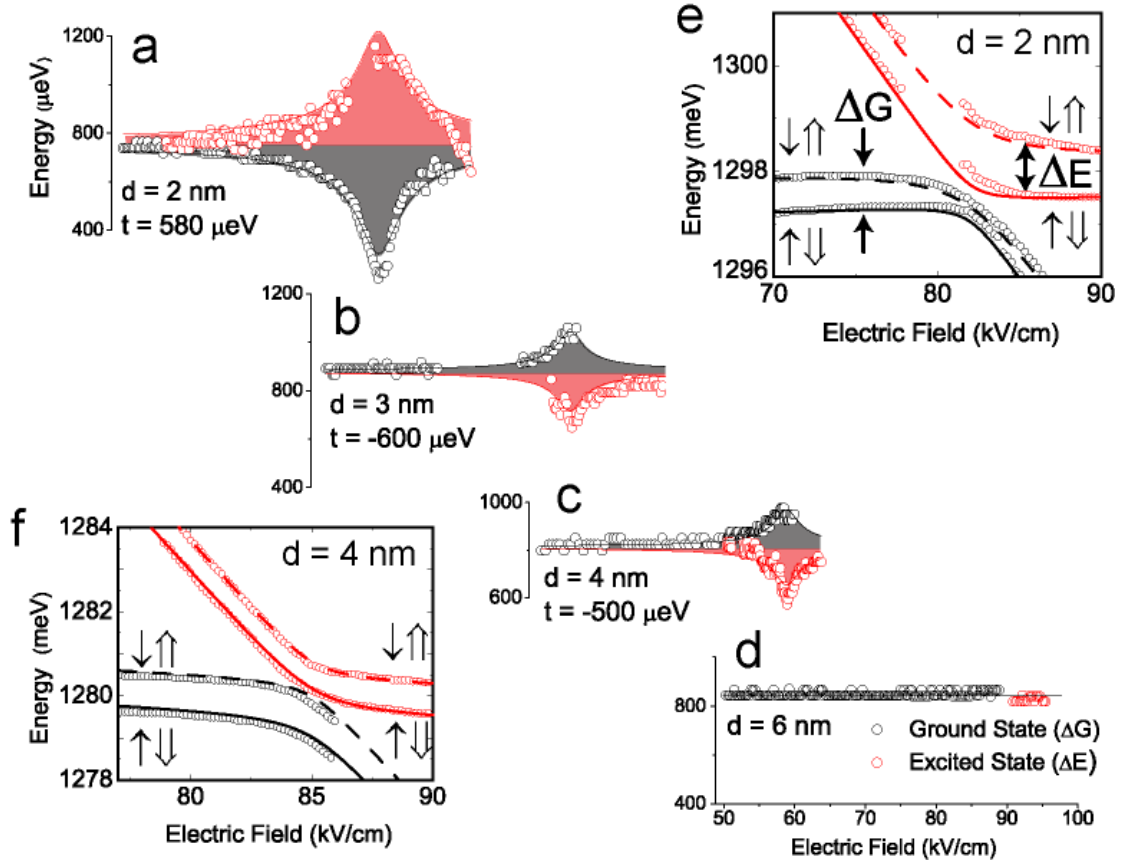 a
1200
800
400
Energy (μeV)
d = 2 nm
t = 580 μeV
e
d = 2 nm
1300
1298
1296
Energy (meV)
↓⇑
ΔG
↓⇑
ΔE
↑⇓
↑⇓
70
80
90
Electric Field (kV/cm)
b
1200
800
400
d = 3 nm
t = -600 μeV
c
1000
800
600
d = 4 nm
t = -500 μeV
f
d = 4 nm
1284
1282
1280
1278
Energy (meV)
↓⇑
↓⇑
↑⇓
↑⇓
80
85
90
Electric Field (kV/cm)
d
800
400
d = 6 nm
Ground State (ΔG)
Excited State (ΔE)
50 60 70 80 90 100
Electric Field (kV/cm)